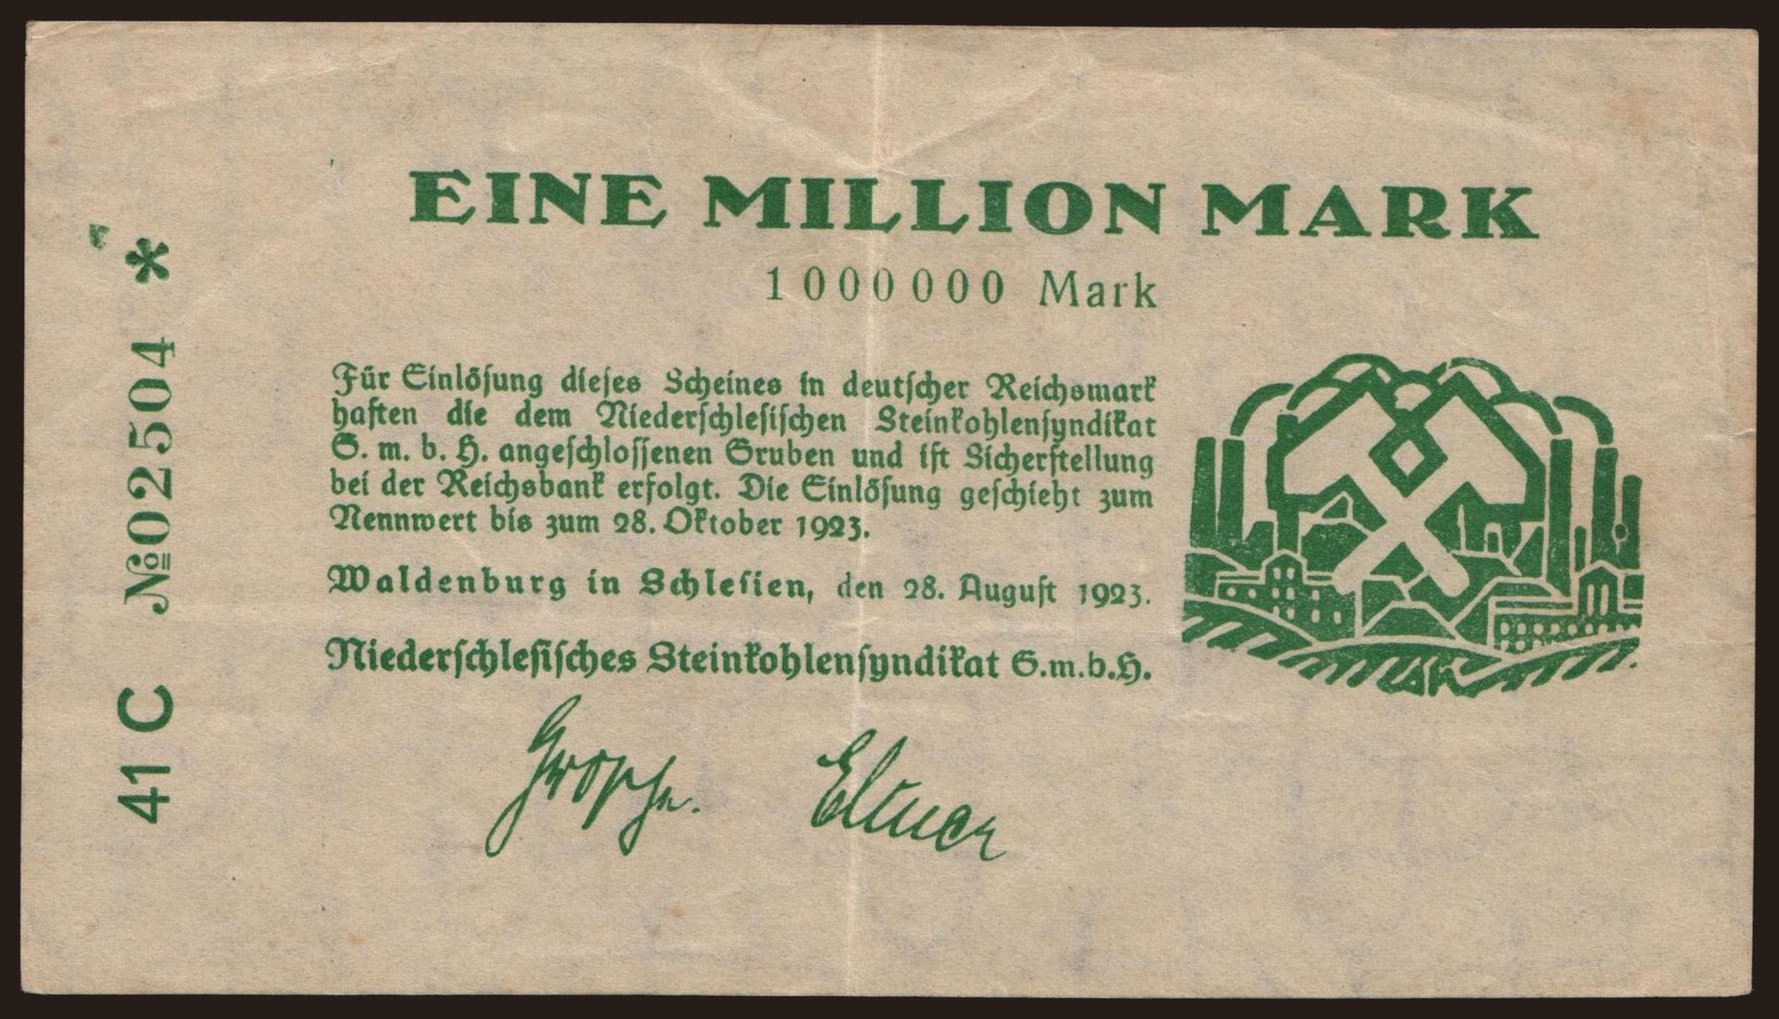 EINE MILLION MARK
1000000 Mark
Für Einlösung dieses Scheines in deutscher Reichsmark
haften die dem Niederschlesischen Steinkohlensyndikat
G. m. b. H. angeschlossenen Gruben und ist Sicherstellung
bei der Reichsbank erfolgt. Die Einlösung geschieht zum
Nennwert bis zum 28. Oktober 1923.
Waldenburg in Schlesien, den 28. August 1923.
Niederschlesisches Steinkohlensyndikat G.m.b.H.
41 C №02504 *